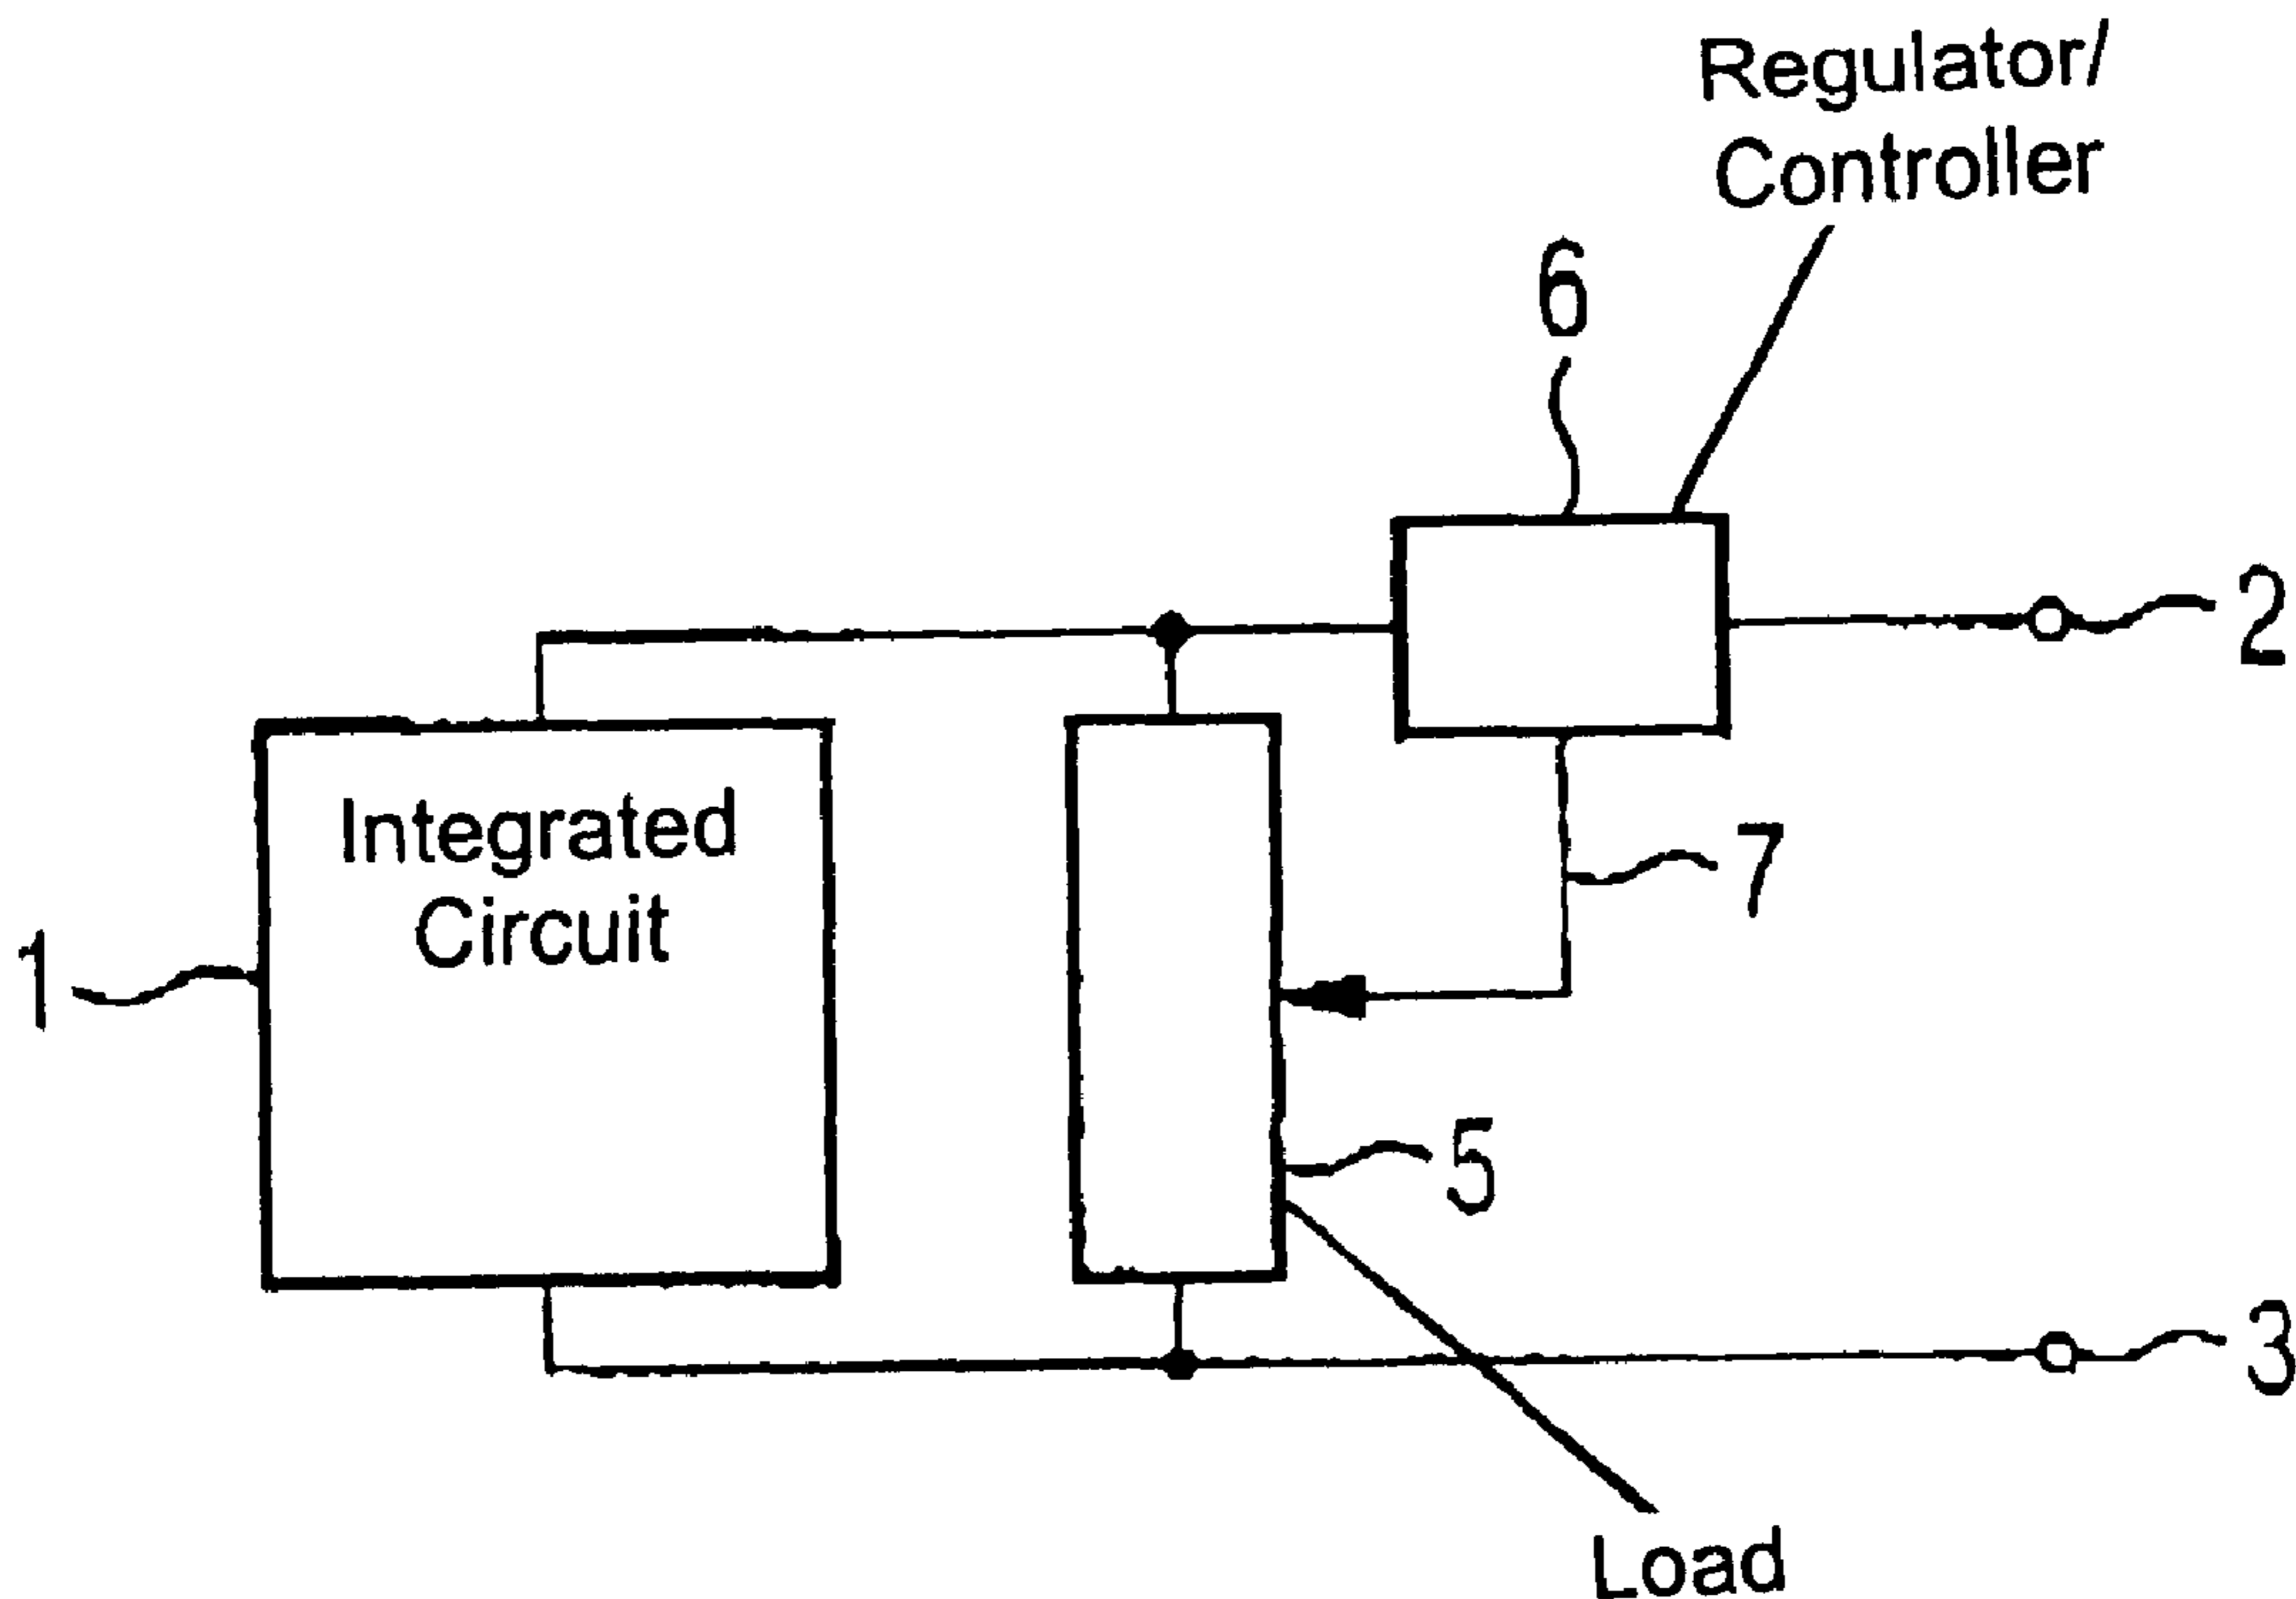 Regulator/
Controller
6
2
Integrated
Circuit
7
1
5
3
Load